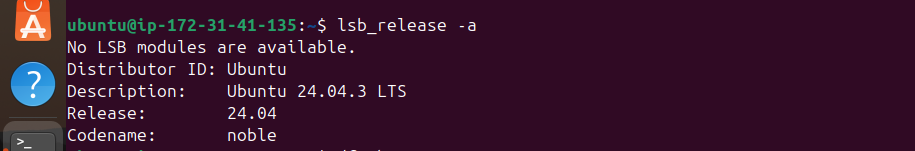 ubuntu@ip-172-31-41-135:~$ lsb_release -a
No LSB modules are available.
Distributor ID: Ubuntu
Description:    Ubuntu 24.04.3 LTS
Release:        24.04
Codename:       noble